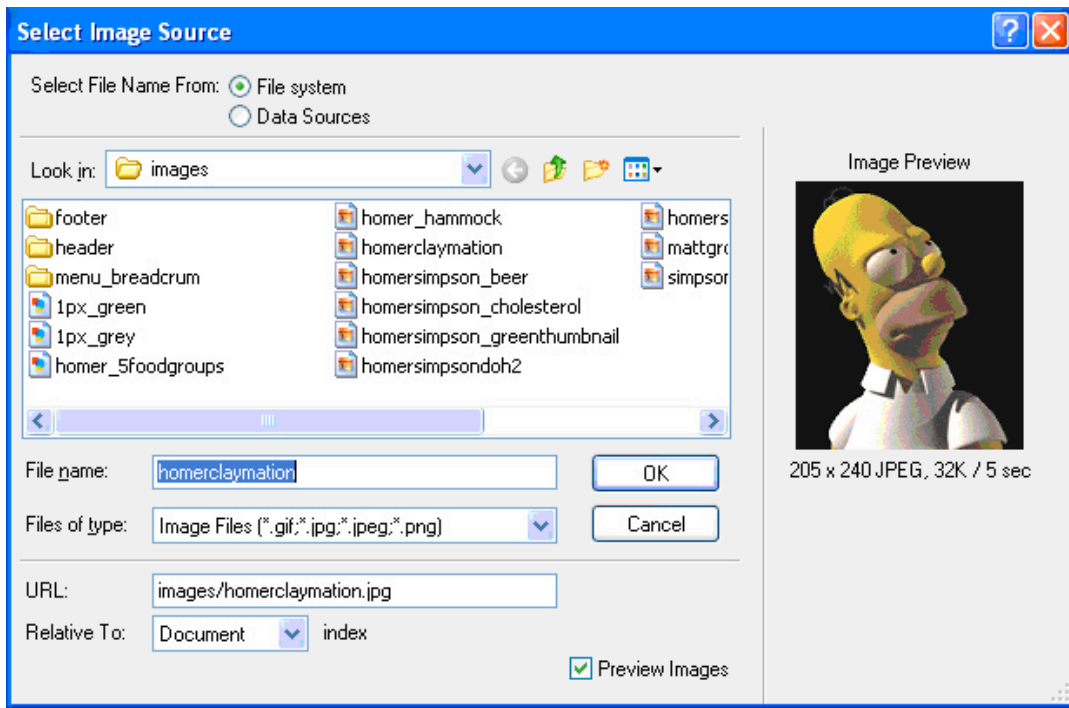 Select Image Source
Select File Name From: File system
Data Sources
Look in: images
footer
header
menu_breadcrum
1px_green
1px_grey
homer_5foodgroups
homer_hammock
homerclaymation
homersimpson_beer
homersimpson_cholesterol
homersimpson_greenthumbnail
homersimpsondoh2
homers
mattgro
simpson
File name: homerclaymation
OK
Files of type: Image Files (*.gif;*.jpg;*.jpeg;*.png)
Cancel
URL: images/homerclaymation.jpg
Relative To: Document index
Preview Images
Image Preview
205 x 240 JPEG, 32K / 5 sec